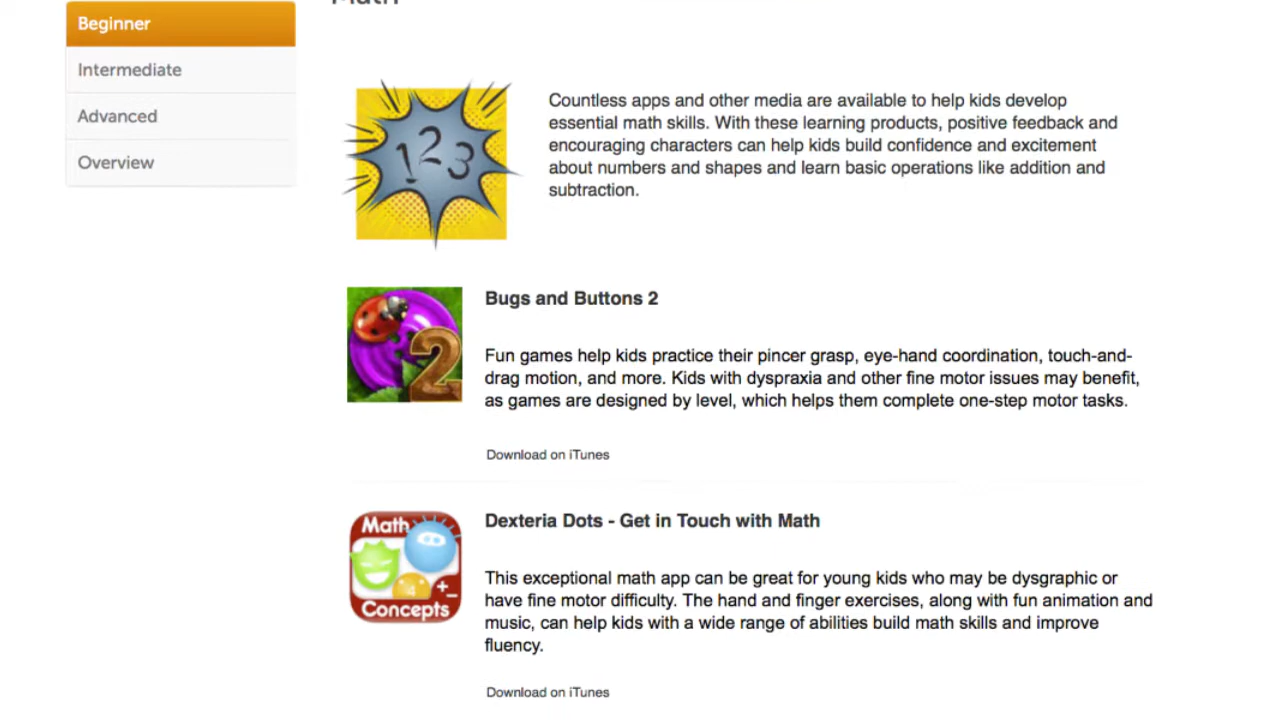 Math
Beginner
Intermediate
Advanced
Overview
123
Countless apps and other media are available to help kids develop
essential math skills. With these learning products, positive feedback and
encouraging characters can help kids build confidence and excitement
about numbers and shapes and learn basic operations like addition and
subtraction.
2
Bugs and Buttons 2
Fun games help kids practice their pincer grasp, eye-hand coordination, touch-and-
drag motion, and more. Kids with dyspraxia and other fine motor issues may benefit,
as games are designed by level, which helps them complete one-step motor tasks.
Download on iTunes
Math
4
+-
Concepts
Dexteria Dots - Get in Touch with Math
This exceptional math app can be great for young kids who may be dysgraphic or
have fine motor difficulty. The hand and finger exercises, along with fun animation and
music, can help kids with a wide range of abilities build math skills and improve
fluency.
Download on iTunes